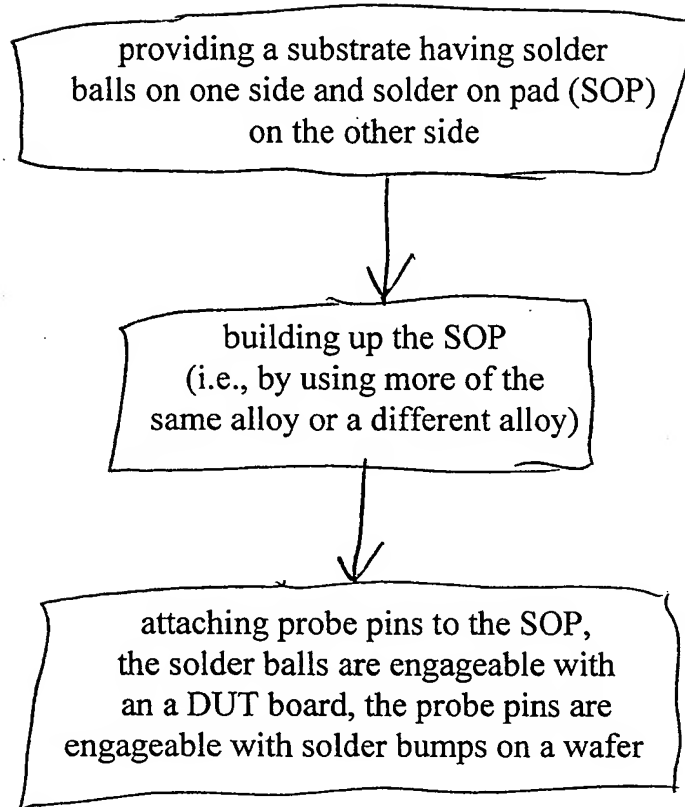 providing a substrate having solder
balls on one side and solder on pad (SOP)
on the other side
building up the SOP
(i.e., by using more of the
same alloy or a different alloy)
attaching probe pins to the SOP,
the solder balls are engageable with
an a DUT board, the probe pins are
engageable with solder bumps on a wafer